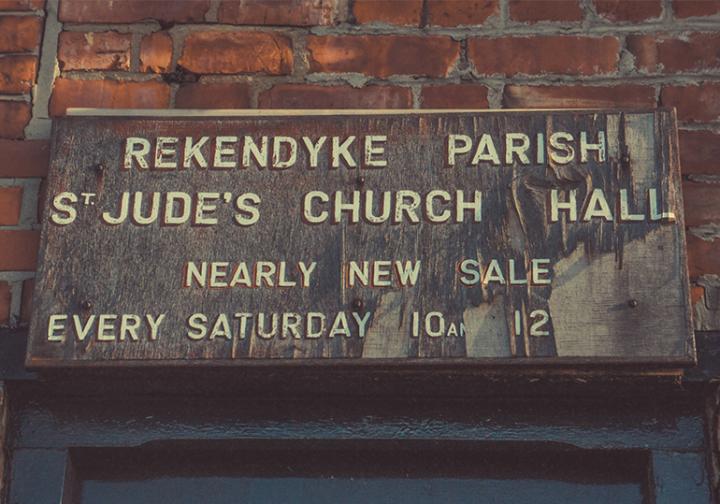 REKENDYKE PARISH
ST. JUDE'S CHURCH HALL
NEARLY NEW SALE
EVERY SATURDAY 10AM 12